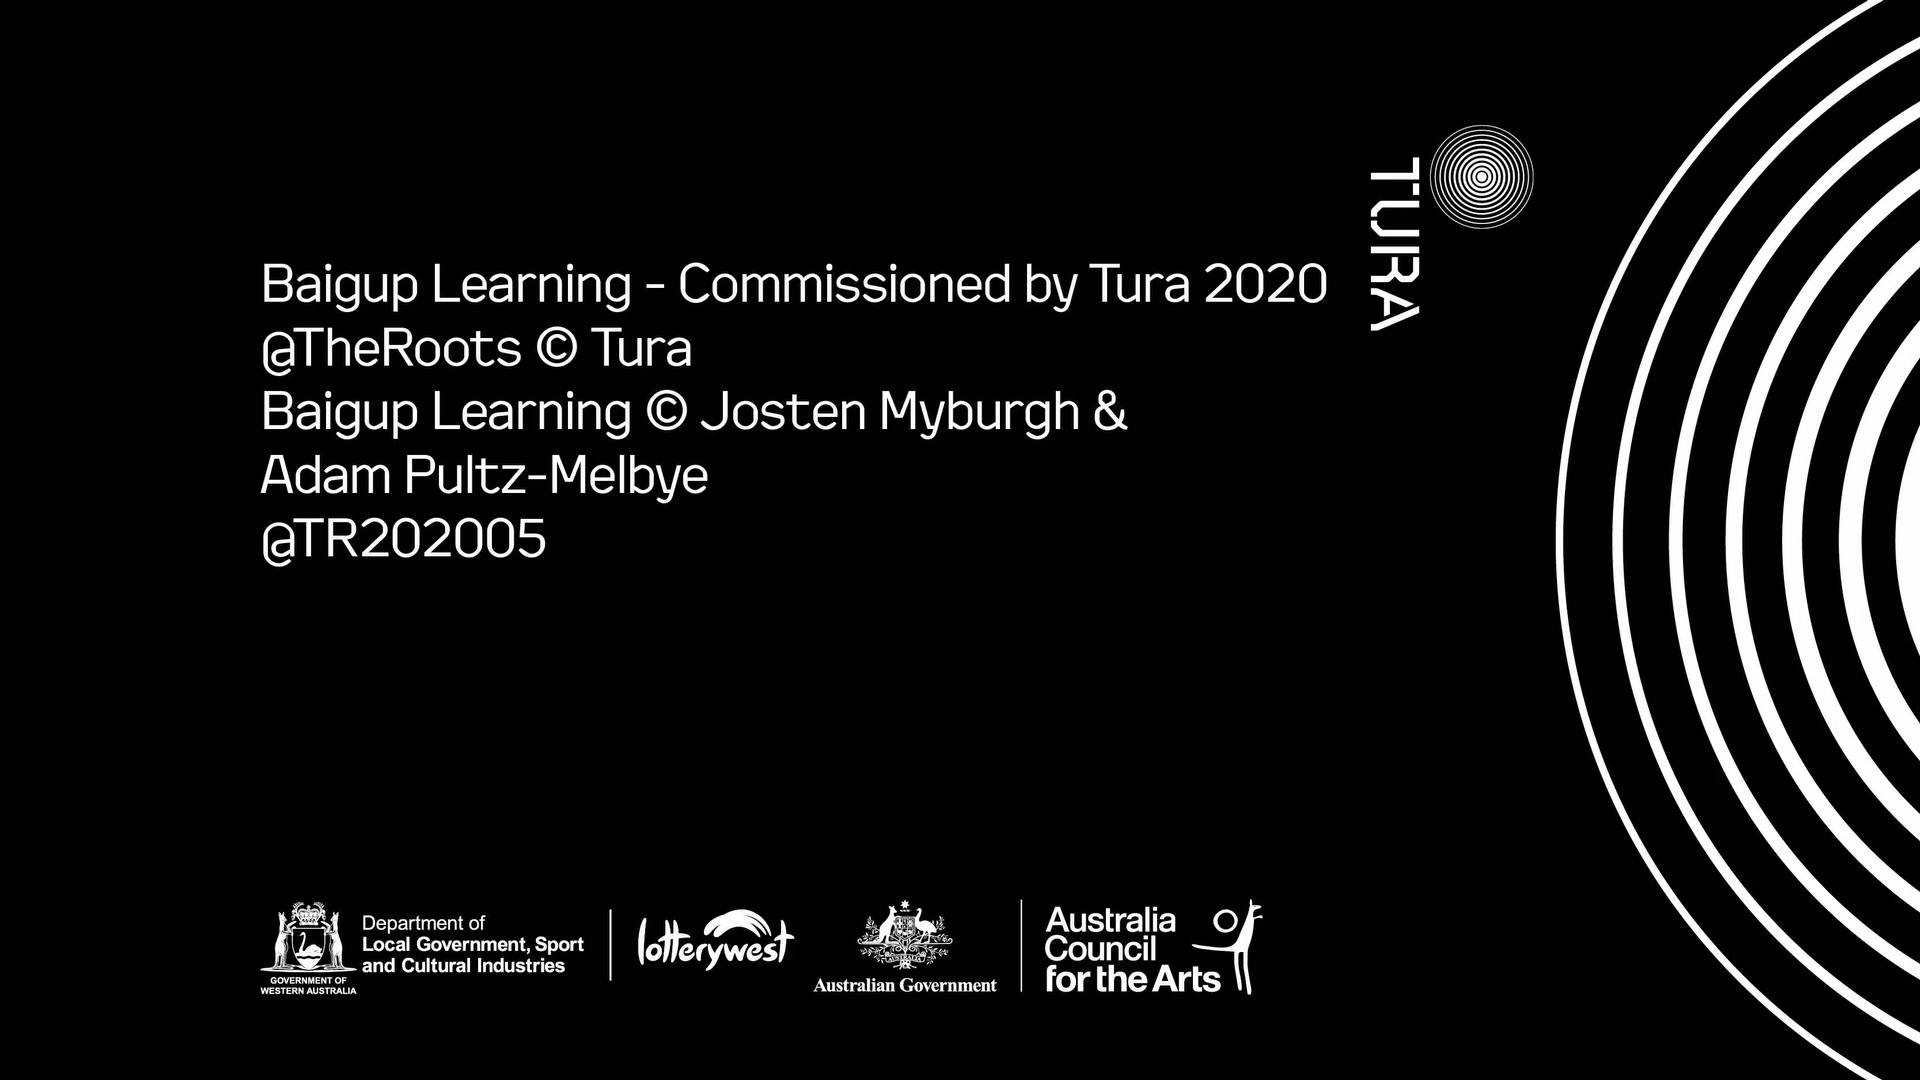 TURA
Baigup Learning - Commissioned by Tura 2020
@TheRoots © Tura
Baigup Learning © Josten Myburgh &
Adam Pultz-Melbye
@TR202005
GOVERNMENT OF
WESTERN AUSTRALIA
Department of
Local Government, Sport
and Cultural Industries
lotterywest
Australian Government
Australia
Council
for the Arts